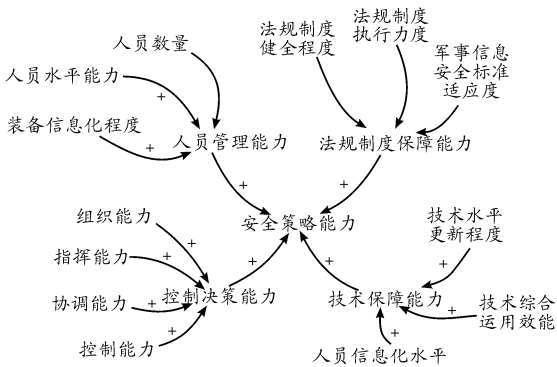 人员数量
人员水平能力
装备信息化程度
人员管理能力
法规制度
健全程度
法规制度
执行力度
军事信息
安全标准
适应度
法规制度保障能力
安全策略能力
组织能力
指挥能力
协调能力
控制能力
控制决策能力
技术水平
更新程度
技术保障能力
技术综合
运用效能
人员信息化水平
+
+
+
+
+
+
+
+
+
+
+
+
+